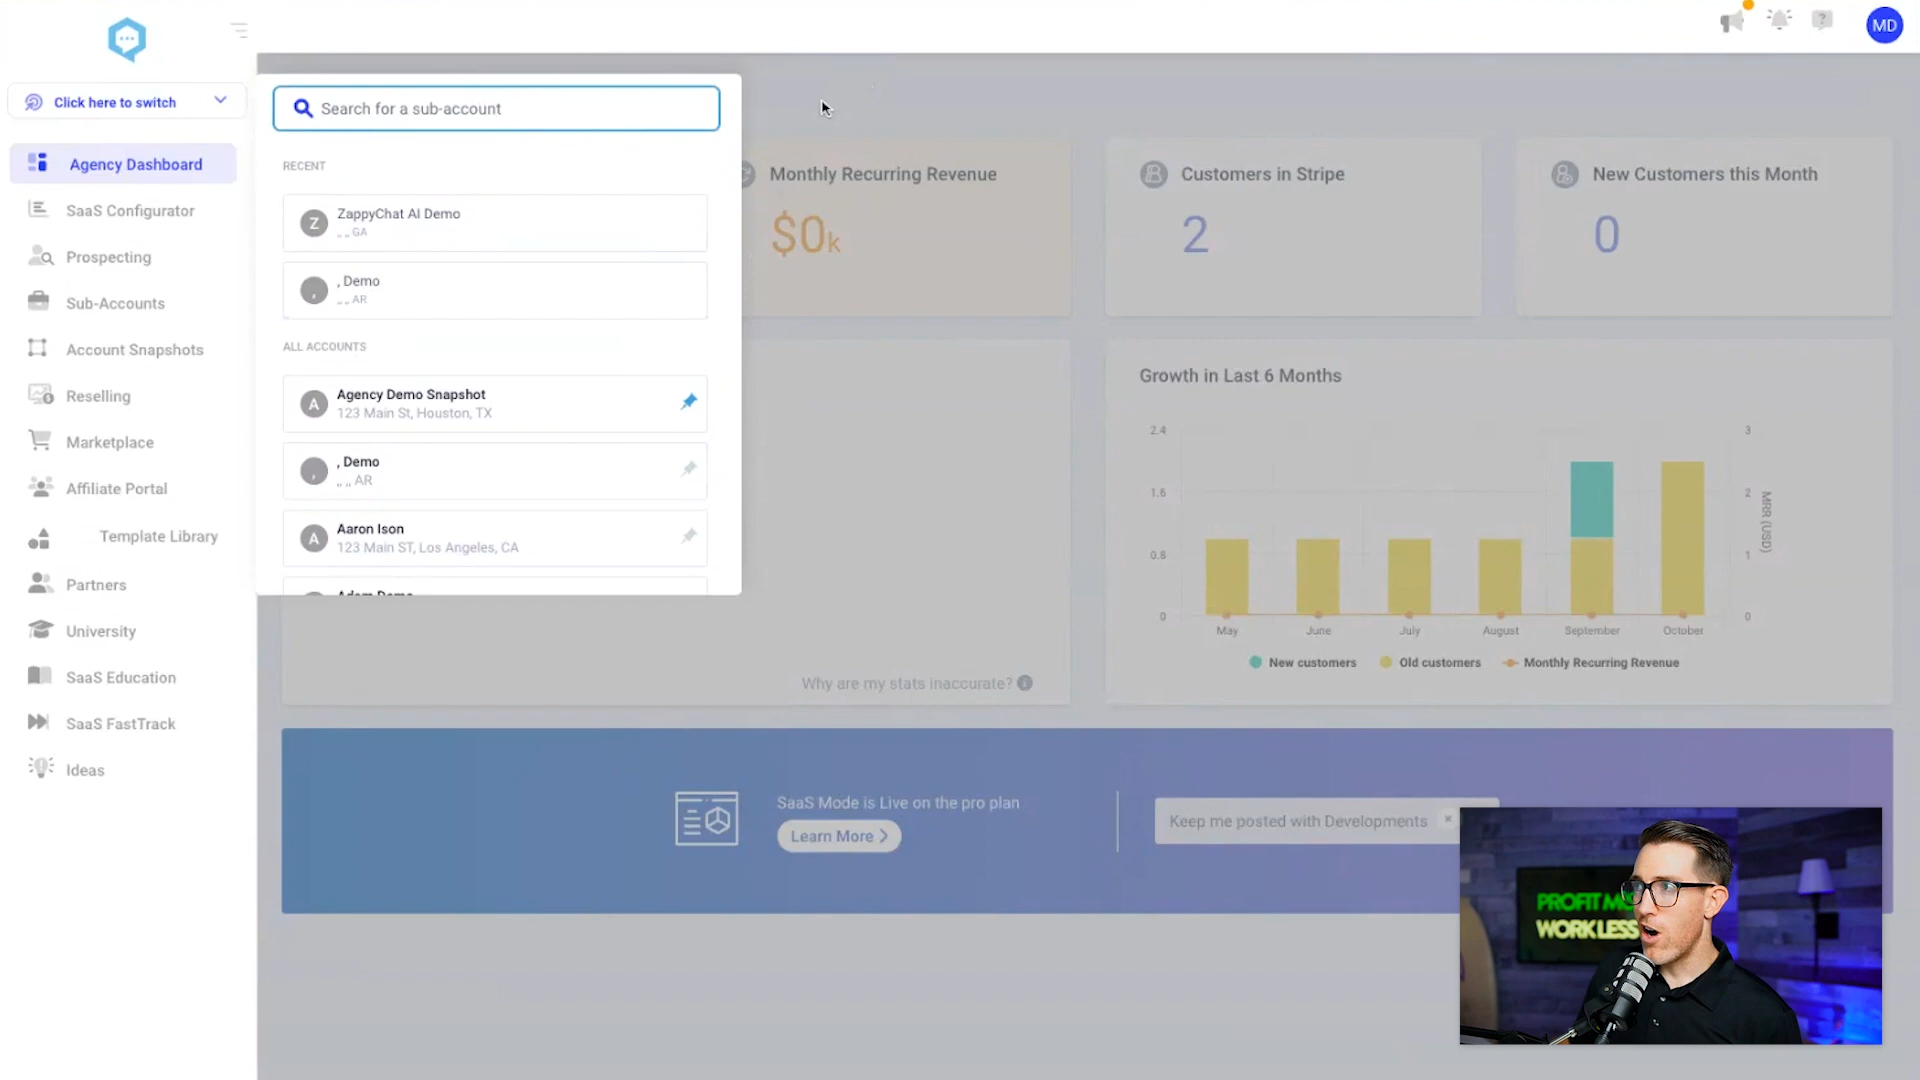 MD
Click here to switch
Search for a sub-account
Agency Dashboard
SaaS Configurator
Prospecting
Sub-Accounts
Account Snapshots
Reselling
Marketplace
Affiliate Portal
Template Library
Partners
University
SaaS Education
SaaS FastTrack
Ideas
RECENT
Z
ZappyChat AI Demo
, , GA
,
, Demo
, , AR
ALL ACCOUNTS
A
Agency Demo Snapshot
123 Main St, Houston, TX
,
, Demo
,, ,, AR
A
Aaron Ison
123 Main ST, Los Angeles, CA
Adam Demo
Monthly Recurring Revenue
$0k
Customers in Stripe
2
New Customers this Month
0
Why are my stats inaccurate?
Growth in Last 6 Months
2.4
1.6
0.8
0
3
2
1
0
MRR (USD)
May June July August September October
New customers Old customers Monthly Recurring Revenue
SaaS Mode is Live on the pro plan
Learn More >
Keep me posted with Developments ×
PROFIT MO
WORK LESS